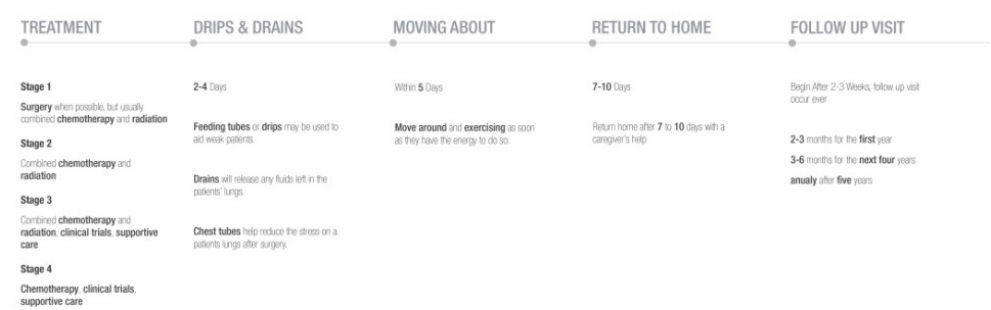 TREATMENT
Stage 1
Surgery when possible, but usually
combined chemotherapy and radiation
Stage 2
Combined chemotherapy and
radiation
Stage 3
Combined chemotherapy and
radiation, clinical trials, supportive
care
Stage 4
Chemotherapy, clinical trials,
supportive care
DRIPS & DRAINS
2-4 Days
Feeding tubes or drips may be used to
aid weak patients.
Drains will release any fluids left in the
patients' lungs.
Chest tubes help reduce the stress on a
patients lungs after surgery.
MOVING ABOUT
Within 5 Days
Move around and exercising as soon
as they have the energy to do so.
RETURN TO HOME
7-10 Days
Return home after 7 to 10 days with a
caregiver's help
FOLLOW UP VISIT
Begin After 2-3 Weeks, follow up visit
occur ever
2-3 months for the first year
3-6 months for the next four years
anualy after five years